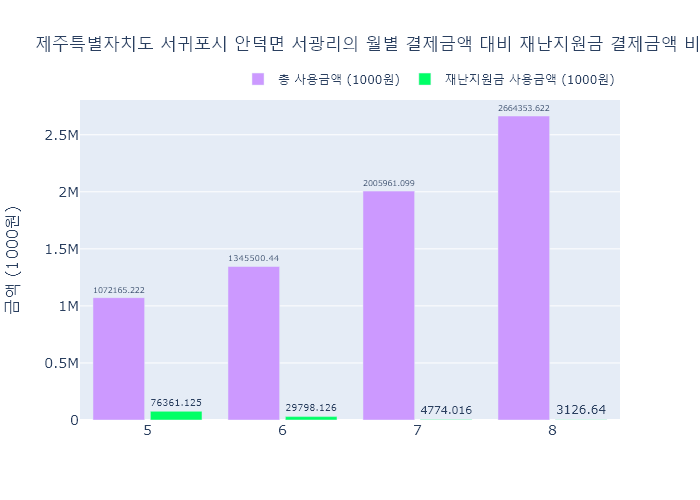 제주특별자치도 서귀포시 안덕면 서광리의 월별 결제금액 대비 재난지원금 결제금액 비
총 사용금액 (1000원)
재난지원금 사용금액 (1000원)
금액 (1000원)
2.5M
2M
1.5M
1M
0.5M
0
1072165.222
76361.125
1345500.44
29798.126
2005961.099
4774.016
2664353.622
3126.64
5
6
7
8